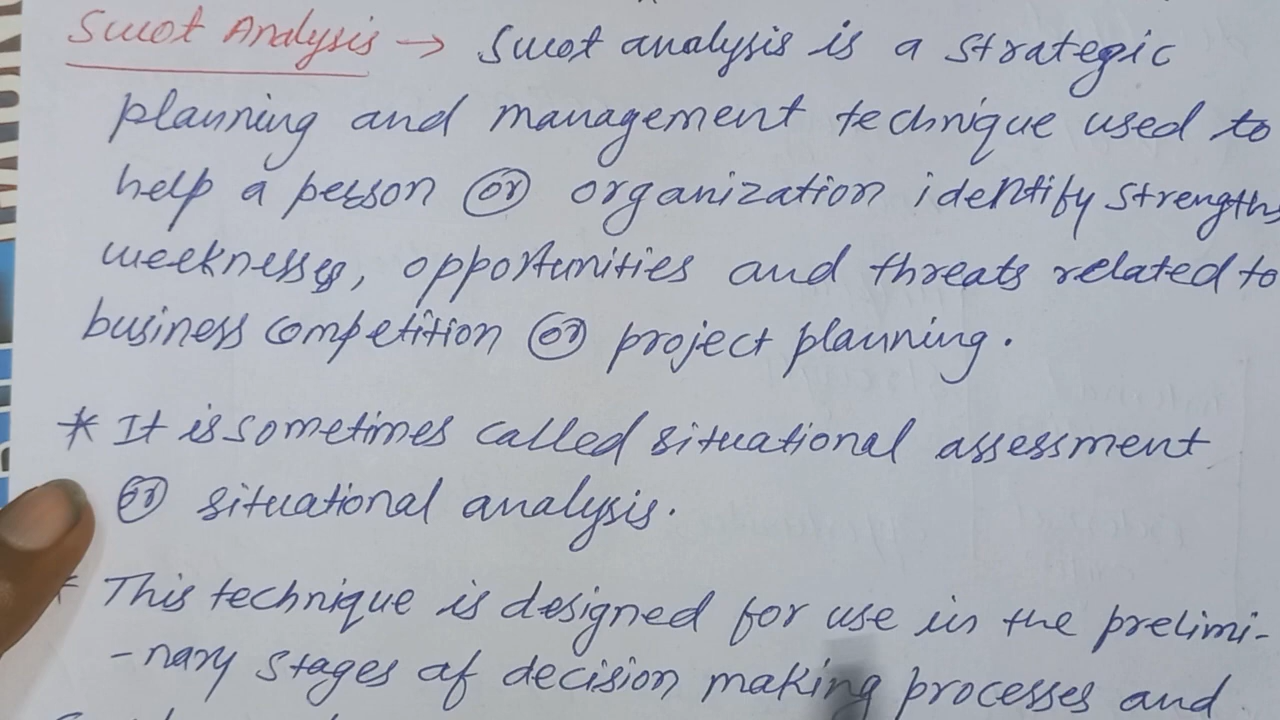 Swot Analysis → Swot analysis is a strategic
planning and management technique used to
help a person or organization identify strengths
weeknesses, opportunities and threats related to
business competition or project planning.
* It is sometimes called situational assessment
or situational analysis.
* This technique is designed for use in the prelimi-
-nary stages of decision making processes and